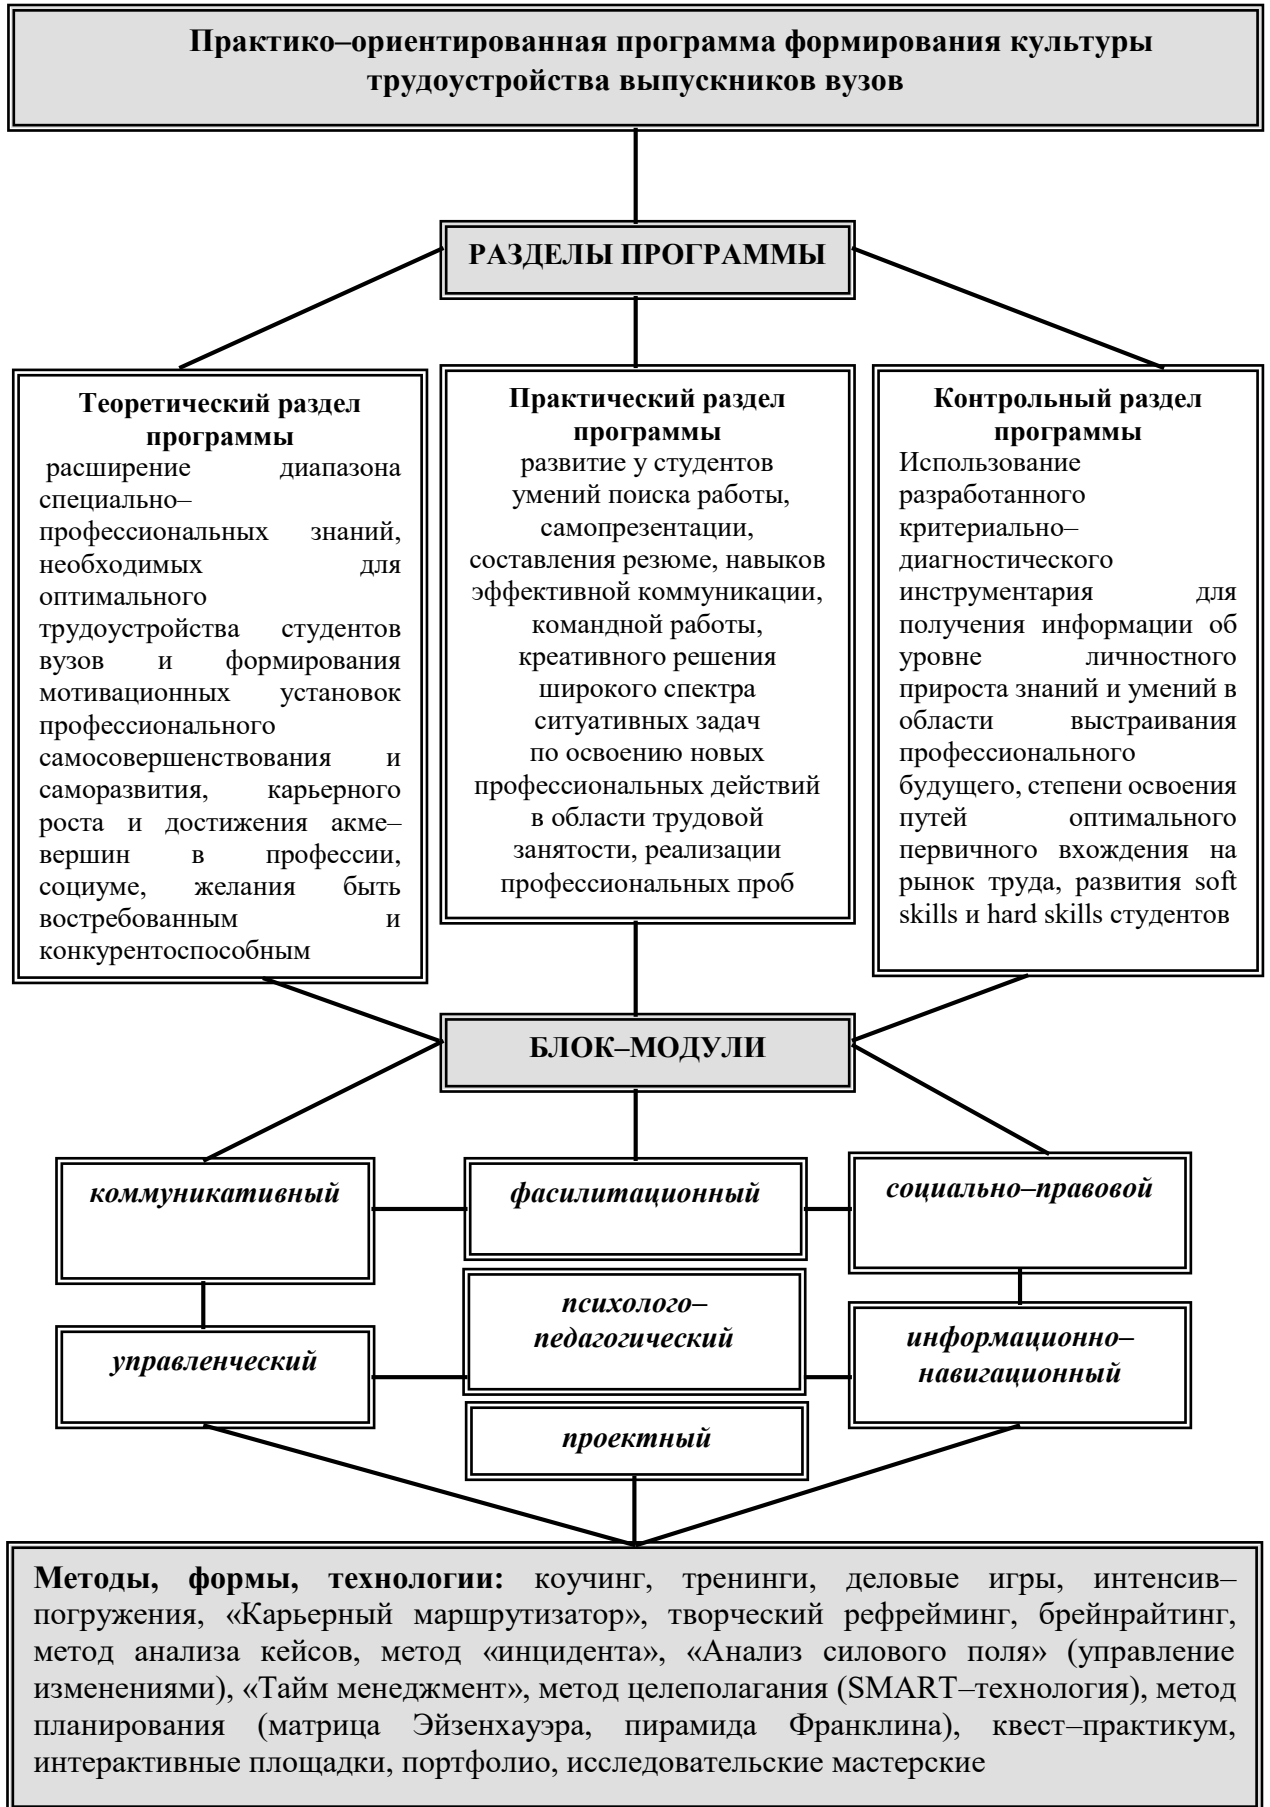 Практико–ориентированная программа формирования культуры
трудоустройства выпускников вузов
РАЗДЕЛЫ ПРОГРАММЫ
Теоретический раздел
программы
расширение диапазона
специально–
профессиональных знаний,
необходимых для
оптимального
трудоустройства студентов
вузов и формирования
мотивационных установок
профессионального
самосовершенствования и
саморазвития, карьерного
роста и достижения акме–
вершин в профессии,
социуме, желания быть
востребованным и
конкурентоспособным
Практический раздел
программы
развитие у студентов
умений поиска работы,
самопрезентации,
составления резюме, навыков
эффективной коммуникации,
командной работы,
креативного решения
широкого спектра
ситуативных задач
по освоению новых
профессиональных действий
в области трудовой
занятости, реализации
профессиональных проб
Контрольный раздел
программы
Использование
разработанного
критериально–
диагностического
инструментария для
получения информации об
уровне личностного
прироста знаний и умений в
области выстраивания
профессионального
будущего, степени освоения
путей оптимального
первичного вхождения на
рынок труда, развития soft
skills и hard skills студентов
БЛОК–МОДУЛИ
коммуникативный
фасилитационный
социально–правовой
управленческий
психолого–
педагогический
информационно–
навигационный
проектный
Методы, формы, технологии: коучинг, тренинги, деловые игры, интенсив–
погружения, «Карьерный маршрутизатор», творческий рефрейминг, брейнрайтинг,
метод анализа кейсов, метод «инцидента», «Анализ силового поля» (управление
изменениями), «Тайм менеджмент», метод целеполагания (SMART–технология), метод
планирования (матрица Эйзенхауэра, пирамида Франклина), квест–практикум,
интерактивные площадки, портфолио, исследовательские мастерские